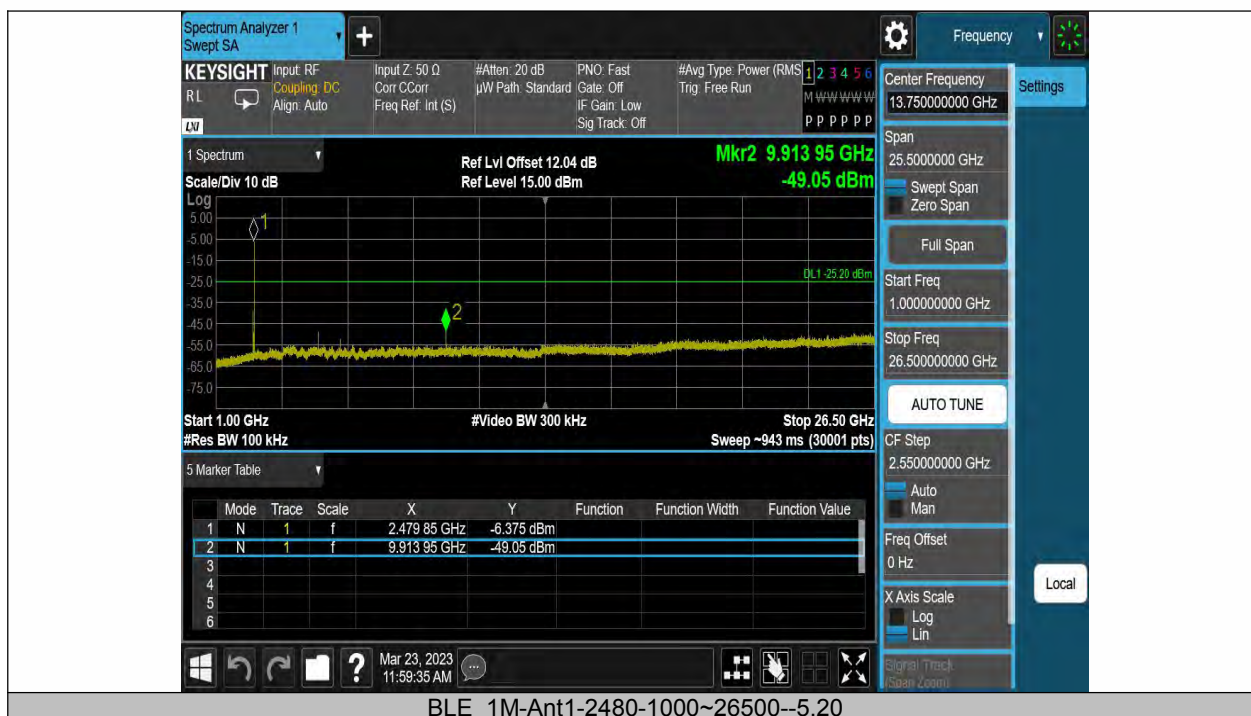 Spectrum Analyzer 1
Swept SA
+
Frequency
KEYSIGHT
RL
LXI
Input: RF
Coupling: DC
Align: Auto
Input Z: 50 Ω
Corr CCorr
Freq Ref: Int (S)
#Atten: 20 dB
µW Path: Standard
PNO: Fast
Gate: Off
IF Gain: Low
Sig Track: Off
#Avg Type: Power (RMS
Trig: Free Run
1 2 3 4 5 6
M W W W W W
P P P P P P
1 Spectrum
Scale/Div 10 dB
Log
Ref Lvl Offset 12.04 dB
Ref Level 15.00 dBm
Mkr2 9.913 95 GHz
-49.05 dBm
5.00
-5.00
-15.0
-25.0
-35.0
-45.0
-55.0
-65.0
-75.0
1
2
DL1 -25.20 dBm
Start 1.00 GHz
#Video BW 300 kHz
Stop 26.50 GHz
#Res BW 100 kHz
Sweep ~943 ms (30001 pts)
5 Marker Table
Mode Trace Scale X Y Function Function Width Function Value
1 N 1 f 2.479 85 GHz -6.375 dBm
2 N 1 f 9.913 95 GHz -49.05 dBm
3
4
5
6
Mar 23, 2023
11:59:35 AM
?
Center Frequency
13.750000000 GHz
Settings
Span
25.5000000 GHz
Swept Span
Zero Span
Full Span
Start Freq
1.000000000 GHz
Stop Freq
26.500000000 GHz
AUTO TUNE
CF Step
2.550000000 GHz
Auto
Man
Freq Offset
0 Hz
X Axis Scale
Log
Lin
Signal Track
(Span Zoom)
Local
BLE_1M-Ant1-2480-1000~26500--5.20